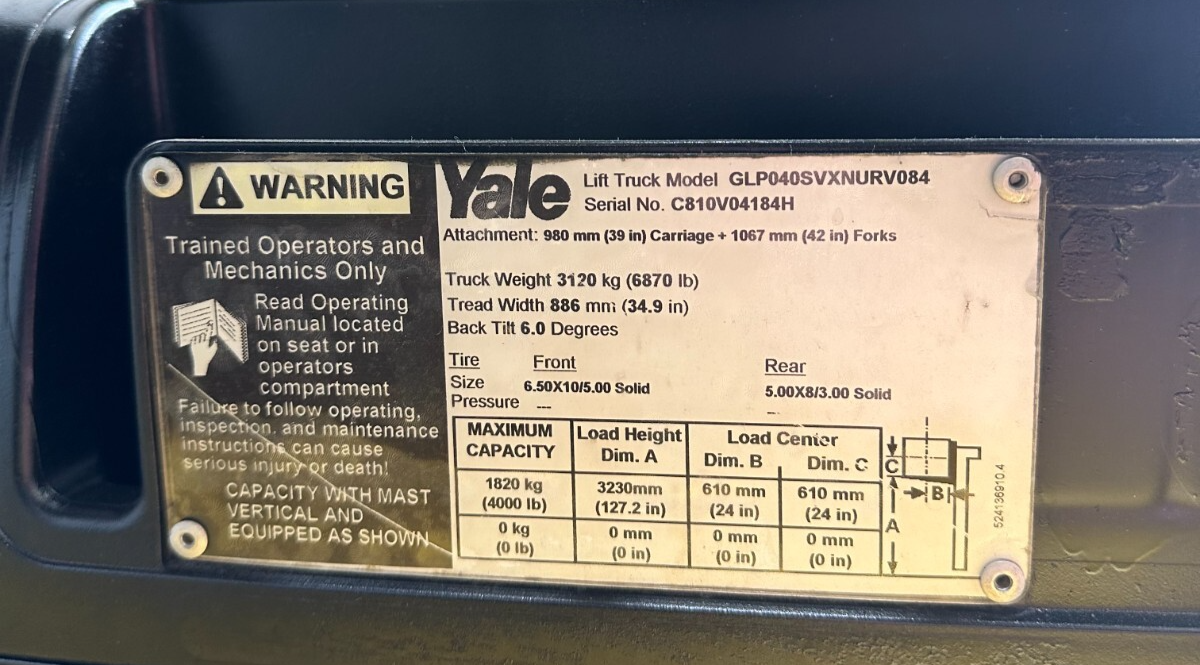 WARNING
Trained Operators and
Mechanics Only
Read Operating
Manual located
on seat or in
operators
compartment
Failure to follow operating,
inspection, and maintenance
instructions can cause
serious injury or death!
CAPACITY WITH MAST
VERTICAL AND
EQUIPPED AS SHOWN
Yale
Lift Truck Model GLP040SVXNURV084
Serial No. C810V04184H
Attachment: 980 mm (39 in) Carriage + 1067 mm (42 in) Forks
Truck Weight 3120 kg (6870 lb)
Tread Width 886 mm (34.9 in)
Back Tilt 6.0 Degrees
Tire Front Rear
Size 6.50X10/5.00 Solid 5.00X8/3.00 Solid
Pressure --- --
MAXIMUM CAPACITY Load Height Dim. A Load Center Dim. B Dim. C
1820 kg 3230mm 610 mm 610 mm
(4000 lb) (127.2 in) (24 in) (24 in)
0 kg 0 mm 0 mm 0 mm
(0 lb) (0 in) (0 in) (0 in)
C
B
A
524136910.4